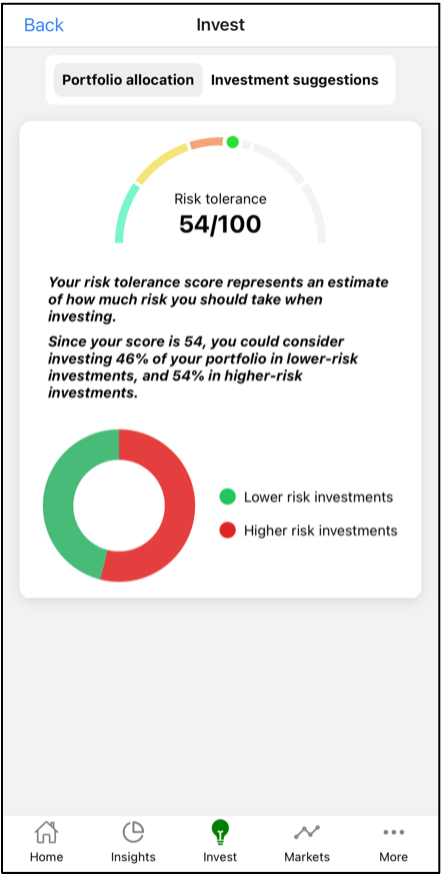 Back
Invest
Portfolio allocation
Investment suggestions
Risk tolerance
54/100
Your risk tolerance score represents an estimate
of how much risk you should take when
investing.
Since your score is 54, you could consider
investing 46% of your portfolio in lower-risk
investments, and 54% in higher-risk
investments.
Lower risk investments
Higher risk investments
Home
Insights
Invest
Markets
More